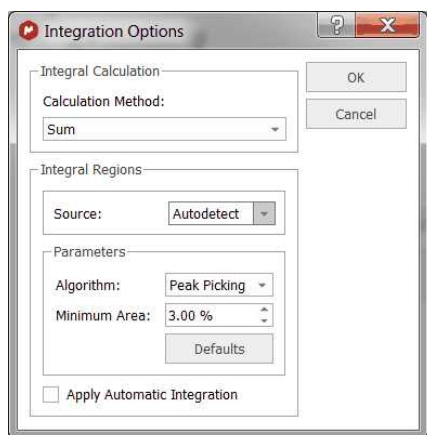 Integration Options
Integral Calculation
OK
Calculation Method:
Cancel
Sum
Integral Regions
Source: Autodetect
Parameters
Algorithm: Peak Picking
Minimum Area: 3.00 %
Defaults
Apply Automatic Integration